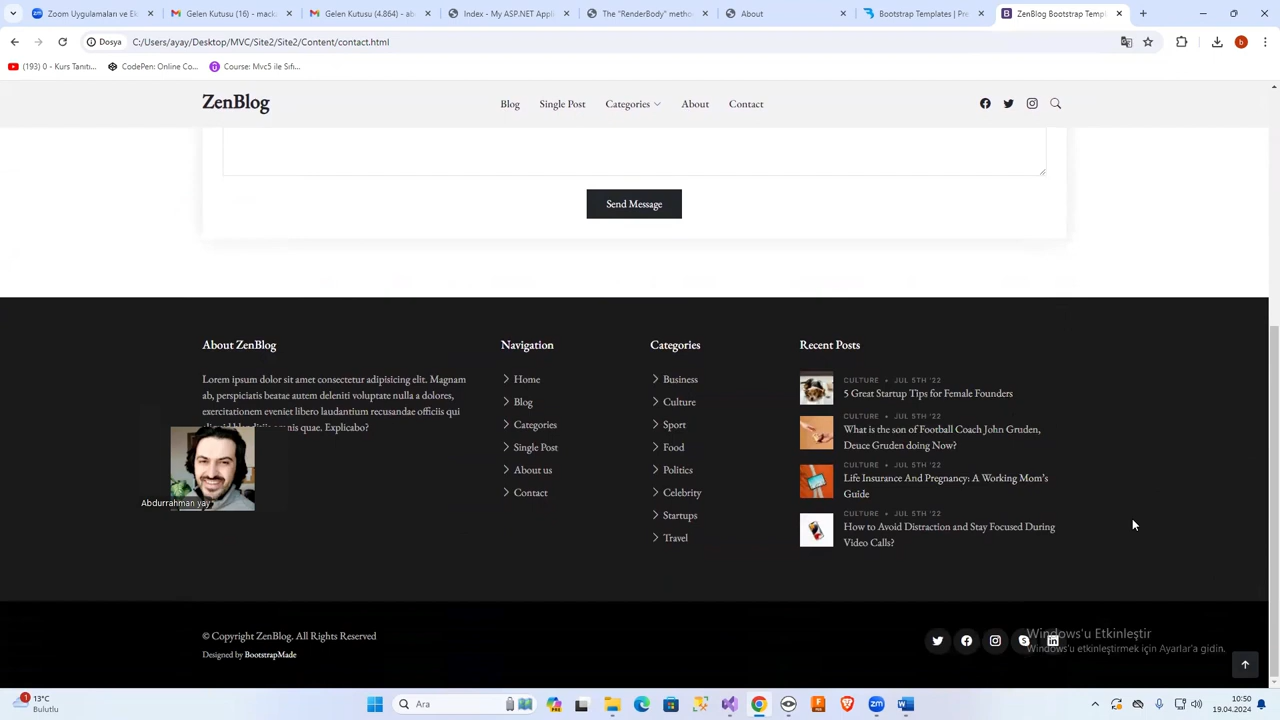 Zoom Uygulamaları ve Ek
Gelen Kutusu (16) - mack
Gelen Kutusu (4.864) - ab
Index - My ASP.NET Appli
The "RenderBody" metho
About
Bootstrap Templates | Pre
ZenBlog Bootstrap Temp
Dosya
C:/Users/ayay/Desktop/MVC/Site2/Site2/Content/contact.html
b
(193) 0 - Kurs Tanıtı...
CodePen: Online Co...
Course: Mvc5 ile Sıfı...
ZenBlog
Blog
Single Post
Categories
About
Contact
Send Message
About ZenBlog
Lorem ipsum dolor sit amet consectetur adipisicing elit. Magnam
ab, perspiciatis beatae autem deleniti voluptate nulla a dolores,
exercitationem eveniet libero laudantium recusandae officiis qui
omnis quae. Explicabo?
Abdurrahman yay
Navigation
Home
Blog
Categories
Single Post
About us
Contact
Categories
Business
Culture
Sport
Food
Politics
Celebrity
Startups
Travel
Recent Posts
CULTURE • JUL 5TH '22
5 Great Startup Tips for Female Founders
CULTURE • JUL 5TH '22
What is the son of Football Coach John Gruden,
Deuce Gruden doing Now?
CULTURE • JUL 5TH '22
Life Insurance And Pregnancy: A Working Mom's
Guide
CULTURE • JUL 5TH '22
How to Avoid Distraction and Stay Focused During
Video Calls?
© Copyright ZenBlog. All Rights Reserved
Designed by BootstrapMade
Windows'u Etkinleştir
Windows'u etkinleştirmek için Ayarlar'a gidin.
1
13°C
Bulutlu
Ara
10:50
19.04.2024